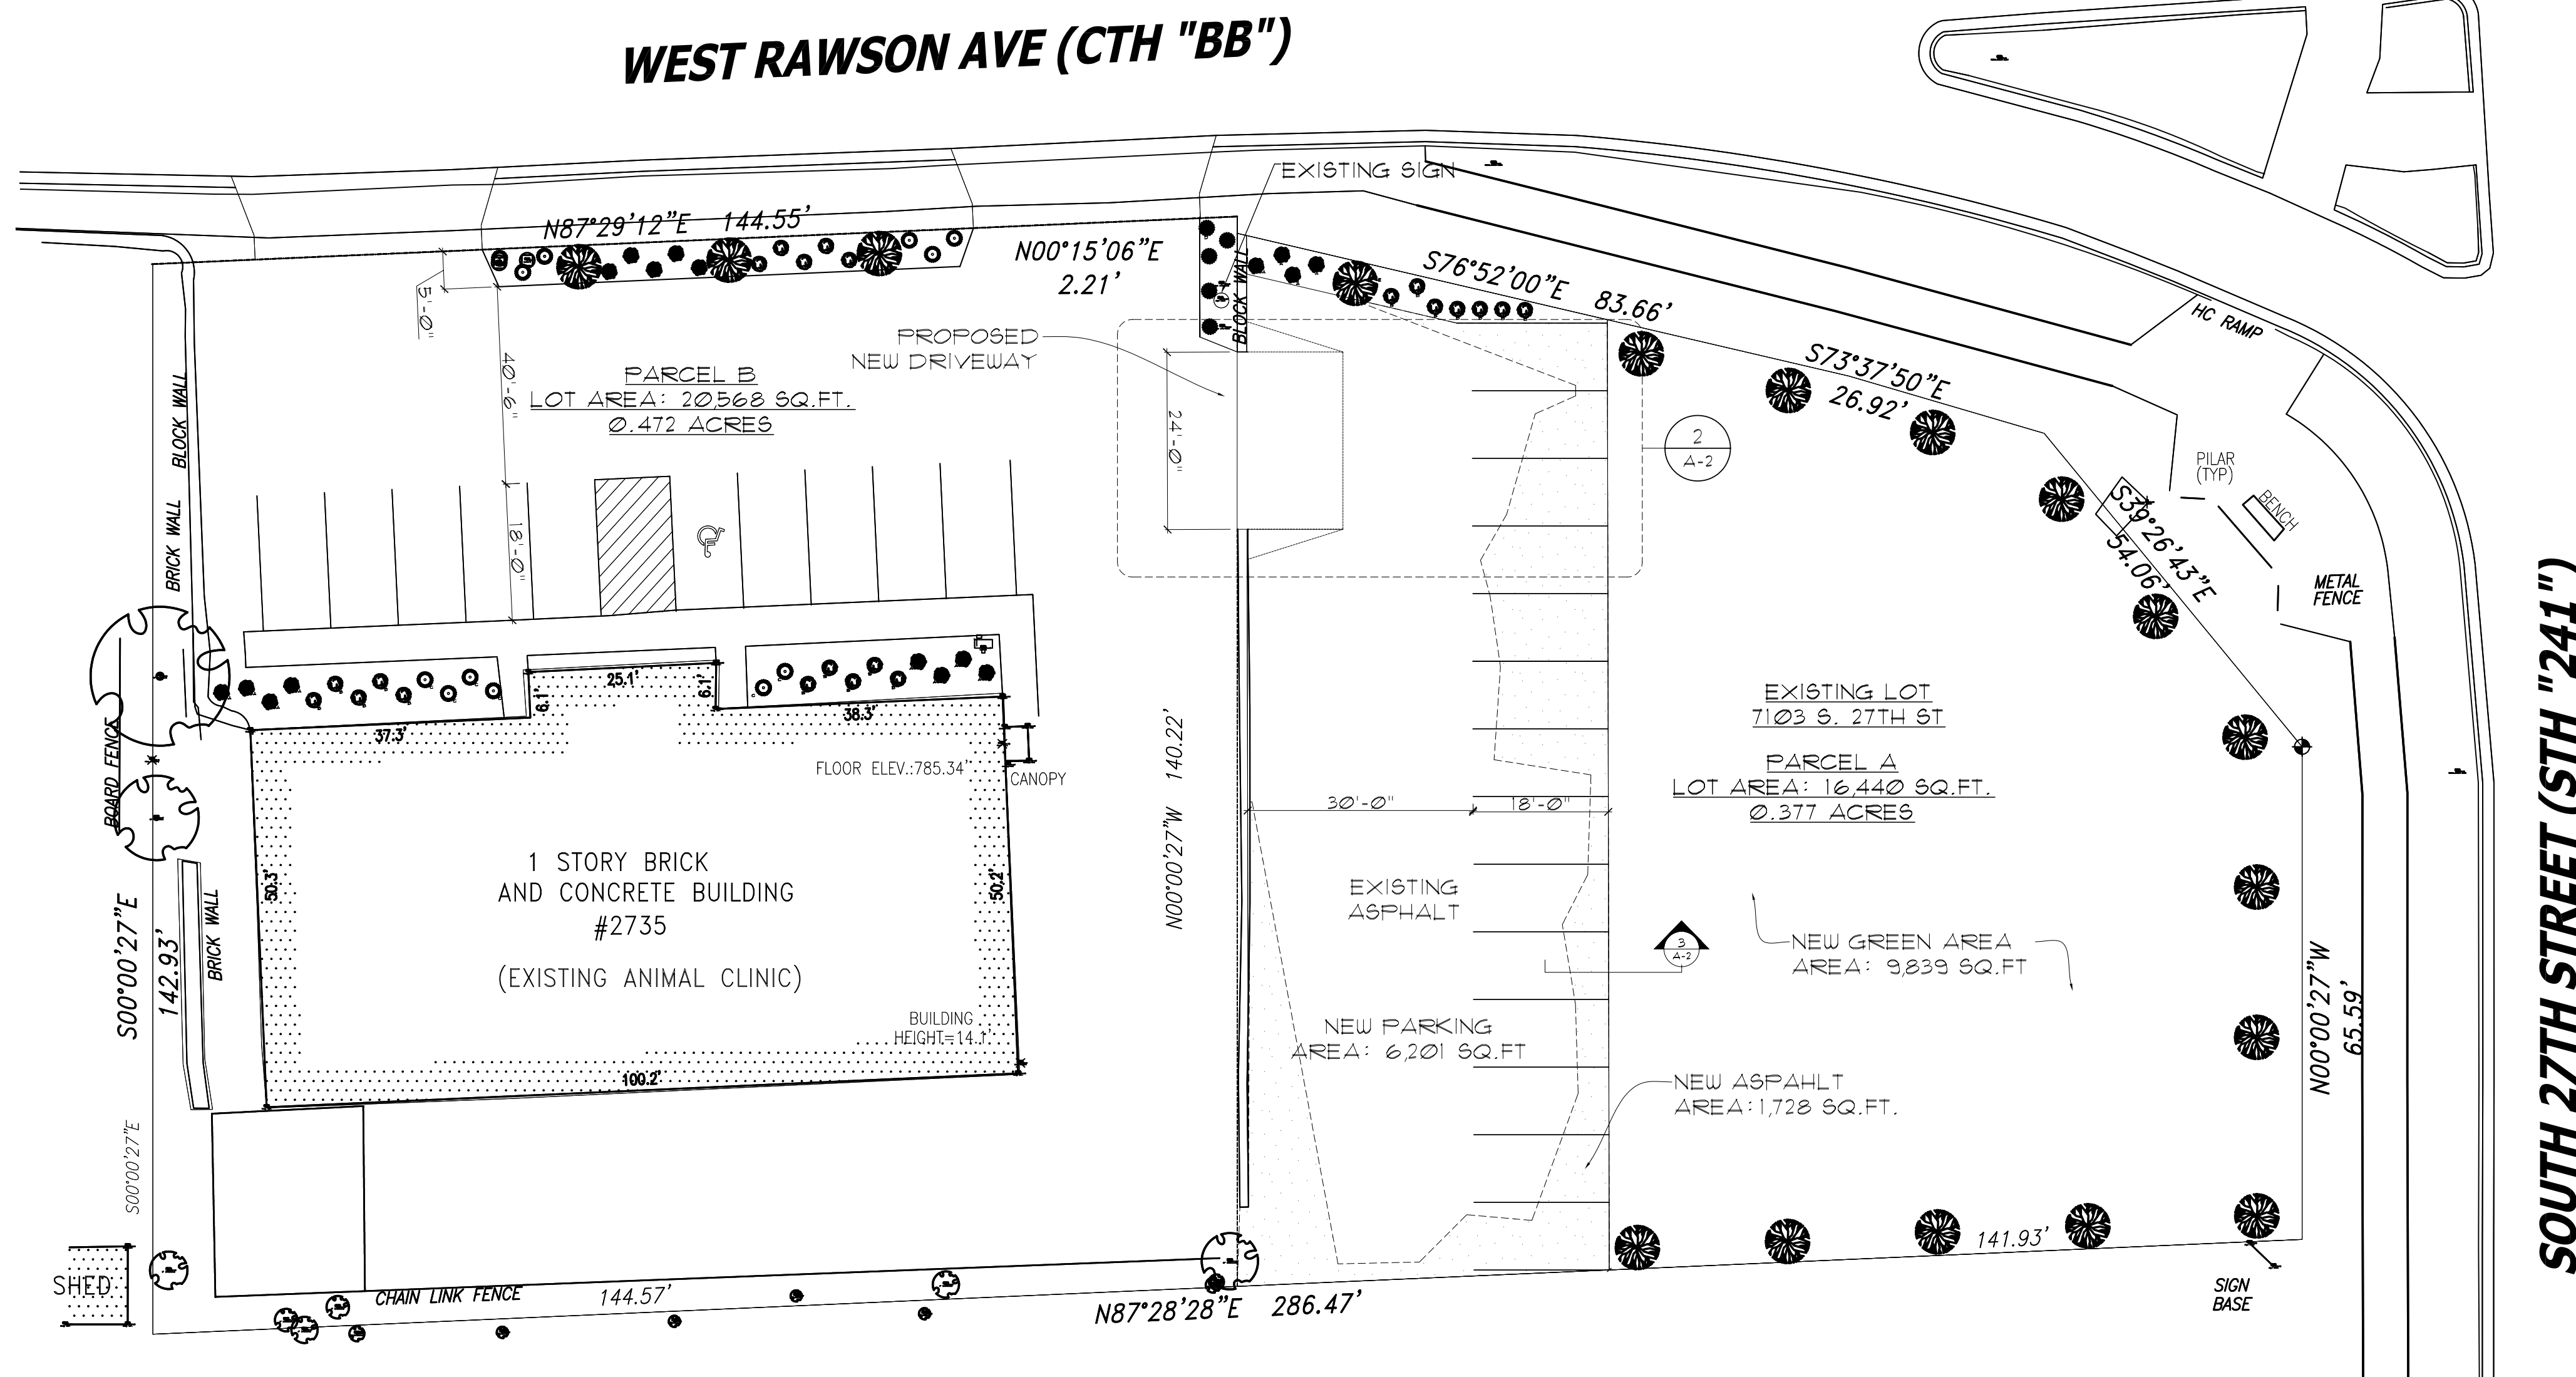 WEST RAWSON AVE (CTH "BB")
EXISTING SIGN
N87°29'12"E 144.55'
N00°15'06"E
2.21'
BLOCK WALL
S76°52'00"E 83.66'
HC RAMP
5'-0"
PROPOSED
NEW DRIVEWAY
40'-6"
PARCEL B
LOT AREA: 20,568 SQ.FT.
0.472 ACRES
S73°37'50"E
26.92'
BLOCK WALL
24'-0"
2
A-2
PILAR
(TYP)
BENCH
S39°26'43"E
54.06'
BRICK WALL
18'-0"
METAL
FENCE
SOUTH 27TH STREET (STH "241")
25.1'
6.1'
6.1'
38.3'
37.3'
EXISTING LOT
7103 S. 27TH ST
PARCEL A
LOT AREA: 16,440 SQ.FT.
0.377 ACRES
BOARD FENCE
FLOOR ELEV.:785.34'
CANOPY
N00°00'27"W 140.22'
30'-0"
18'-0"
1 STORY BRICK
AND CONCRETE BUILDING
#2735
(EXISTING ANIMAL CLINIC)
50.3'
50.2'
EXISTING
ASPHALT
3
A-2
NEW GREEN AREA
AREA: 9,839 SQ.FT
S00°00'27"E
142.93'
BRICK WALL
N00°00'27"W
65.59'
BUILDING
HEIGHT=14.1'
NEW PARKING
AREA: 6,201 SQ.FT
100.2'
NEW ASPAHLT
AREA:1,728 SQ.FT.
S00°00'27"E
141.93'
SHED
CHAIN LINK FENCE
144.57'
N87°28'28"E 286.47'
SIGN
BASE